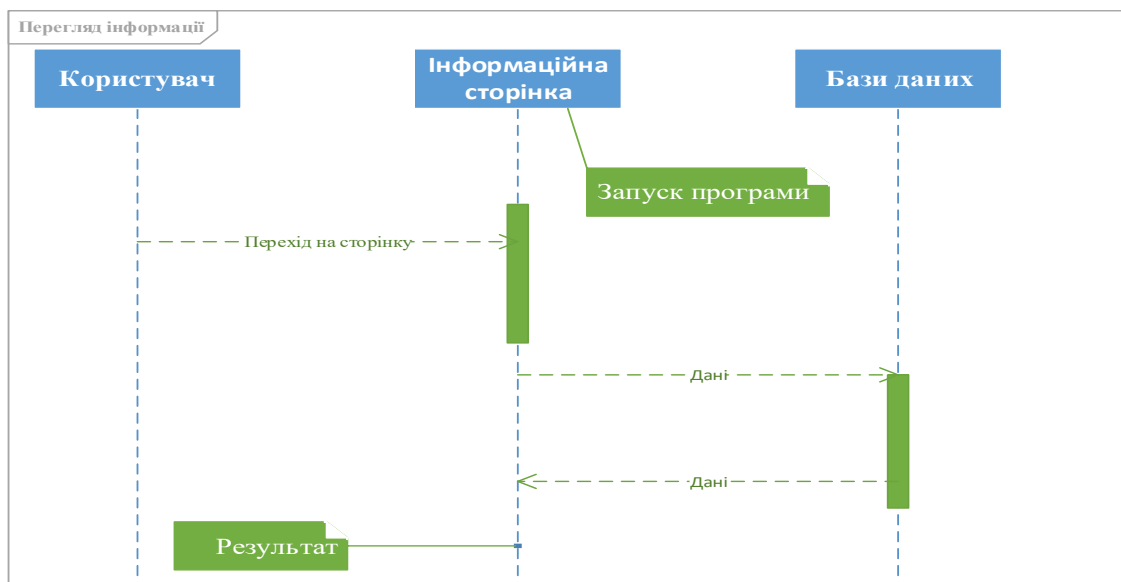 Перегляд інформації
Користувач
Інформаційна
сторінка
Бази даних
Запуск програми
Перехід на сторінку
Дані
Дані
Результат